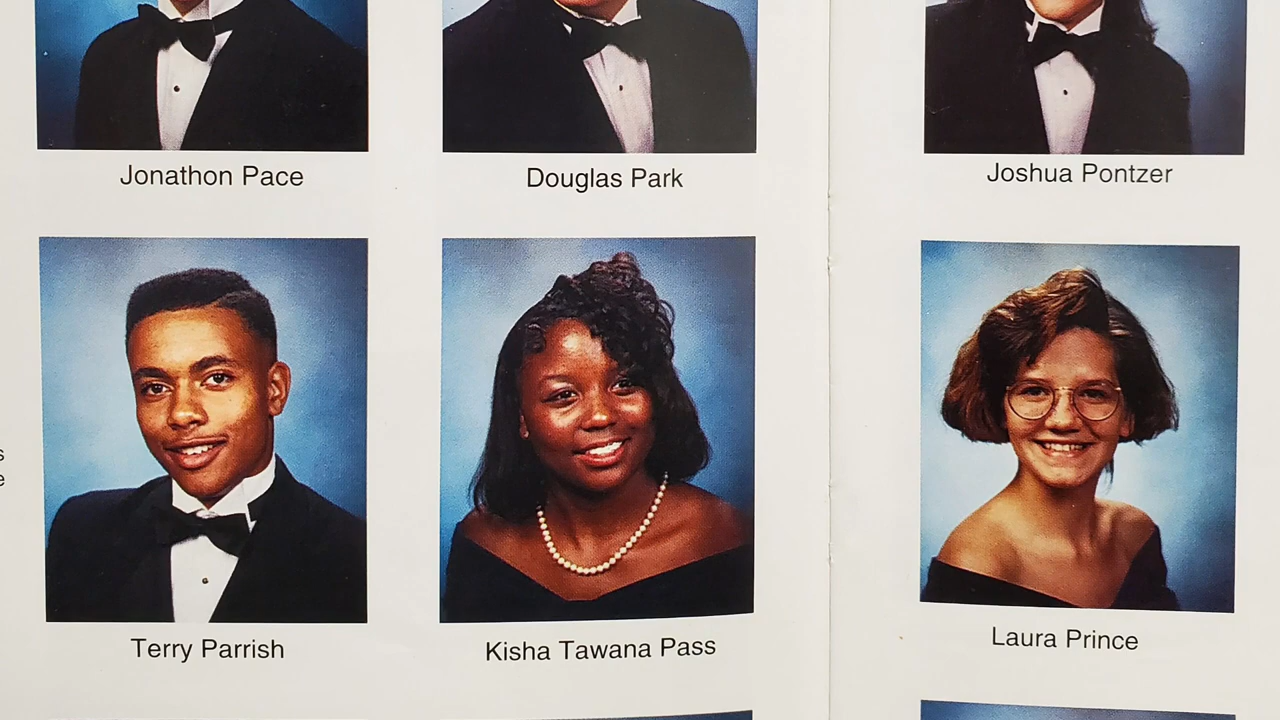 Jonathon Pace
Douglas Park
Joshua Pontzer
Terry Parrish
Kisha Tawana Pass
Laura Prince